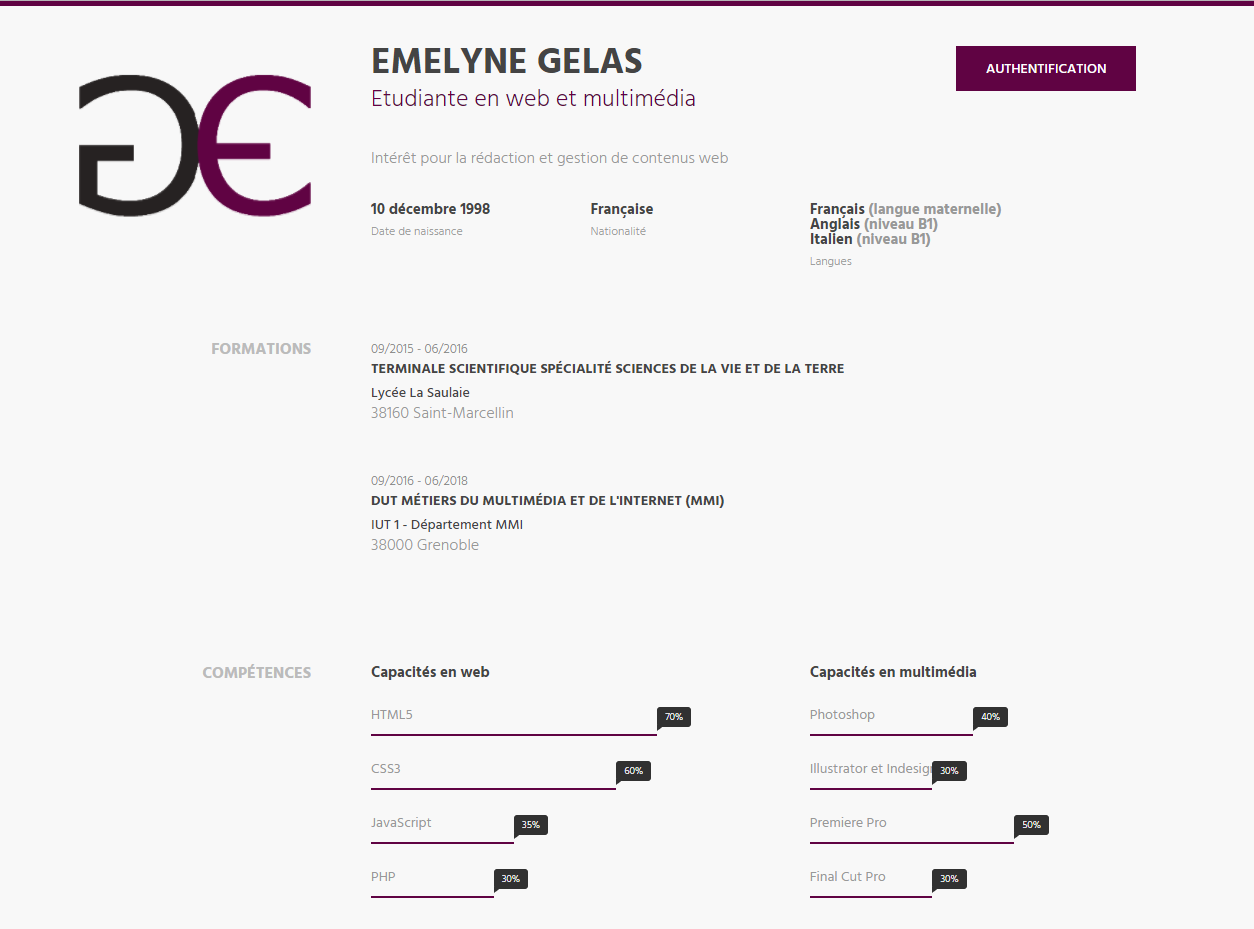 EMELYNE GELAS
AUTHENTIFICATION
Etudiante en web et multimédia
Intérêt pour la rédaction et gestion de contenus web
10 décembre 1998
Date de naissance
Française
Nationalité
Français (langue maternelle)
Anglais (niveau B1)
Italien (niveau B1)
Langues
FORMATIONS
09/2015 - 06/2016
TERMINALE SCIENTIFIQUE SPÉCIALITÉ SCIENCES DE LA VIE ET DE LA TERRE
Lycée La Saulaie
38160 Saint-Marcellin
09/2016 - 06/2018
DUT MÉTIERS DU MULTIMÉDIA ET DE L'INTERNET (MMI)
IUT 1 - Département MMI
38000 Grenoble
COMPÉTENCES
Capacités en web
HTML5 70%
CSS3 60%
JavaScript 35%
PHP 30%
Capacités en multimédia
Photoshop 40%
Illustrator et Indesign 30%
Premiere Pro 50%
Final Cut Pro 30%